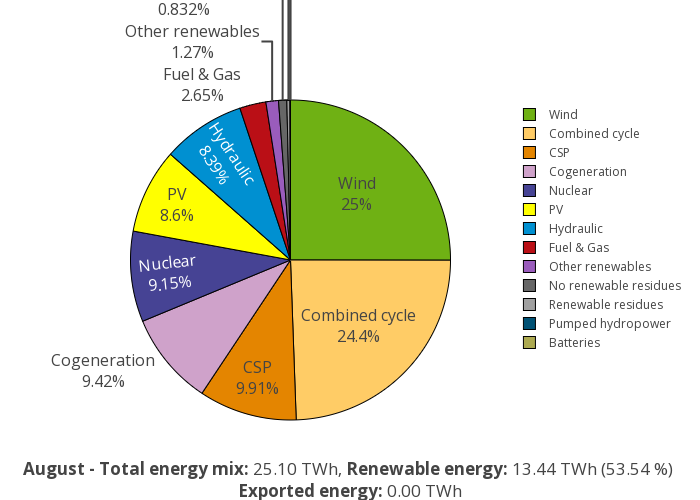 0.832%
Other renewables
1.27%
Fuel & Gas
2.65%
Hydraulic
8.39%
PV
8.6%
Nuclear
9.15%
Cogeneration
9.42%
CSP
9.91%
Combined cycle
24.4%
Wind
25%
Wind
Combined cycle
CSP
Cogeneration
Nuclear
PV
Hydraulic
Fuel & Gas
Other renewables
No renewable residues
Renewable residues
Pumped hydropower
Batteries
August - Total energy mix: 25.10 TWh, Renewable energy: 13.44 TWh (53.54 %)
Exported energy: 0.00 TWh